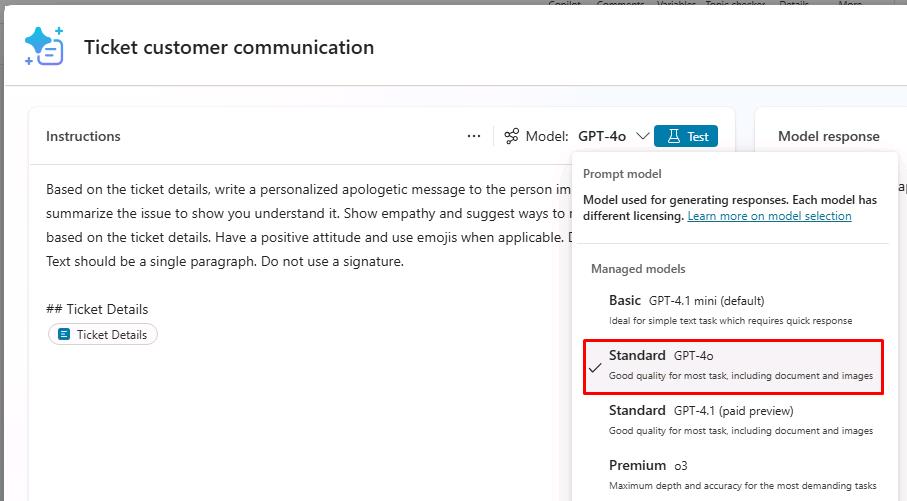 Copilot Comments Variables Topic checker Details More
Ticket customer communication
Instructions
... Model: GPT-4o Test
Model response
Based on the ticket details, write a personalized apologetic message to the person im
summarize the issue to show you understand it. Show empathy and suggest ways to
based on the ticket details. Have a positive attitude and use emojis when applicable.
Text should be a single paragraph. Do not use a signature.
## Ticket Details
Ticket Details
Prompt model
Model used for generating responses. Each model has
different licensing. Learn more on model selection
Managed models
Basic GPT-4.1 mini (default)
Ideal for simple text task which requires quick response
Standard GPT-4o
Good quality for most task, including document and images
Standard GPT-4.1 (paid preview)
Good quality for most task, including document and images
Premium o3
Maximum depth and accuracy for the most demanding tasks